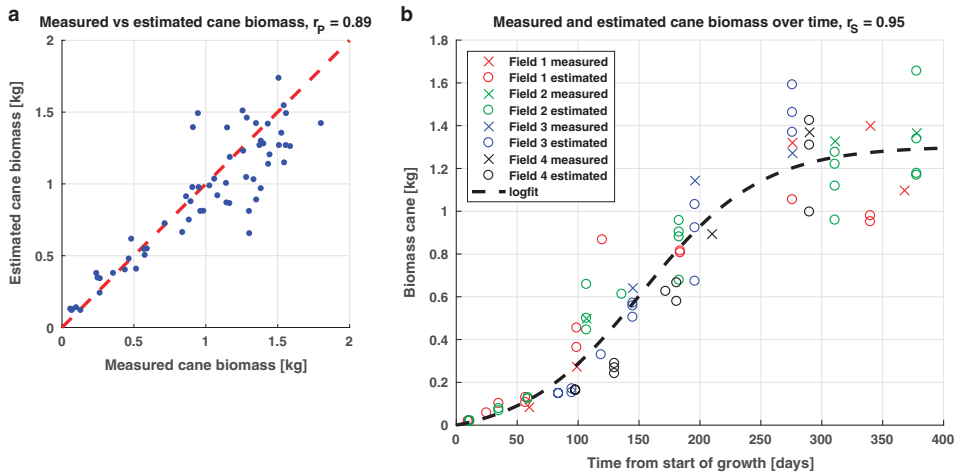 a
Measured vs estimated cane biomass, rP = 0.89
Estimated cane biomass [kg]
2
1.5
1
0.5
0
0
0.5
1
1.5
2
Measured cane biomass [kg]
b
Measured and estimated cane biomass over time, rS = 0.95
Biomass cane [kg]
1.8
1.6
1.4
1.2
1
0.8
0.6
0.4
0.2
0
Field 1 measured
Field 1 estimated
Field 2 measured
Field 2 estimated
Field 3 measured
Field 3 estimated
Field 4 measured
Field 4 estimated
logfit
0
50
100
150
200
250
300
350
400
Time from start of growth [days]